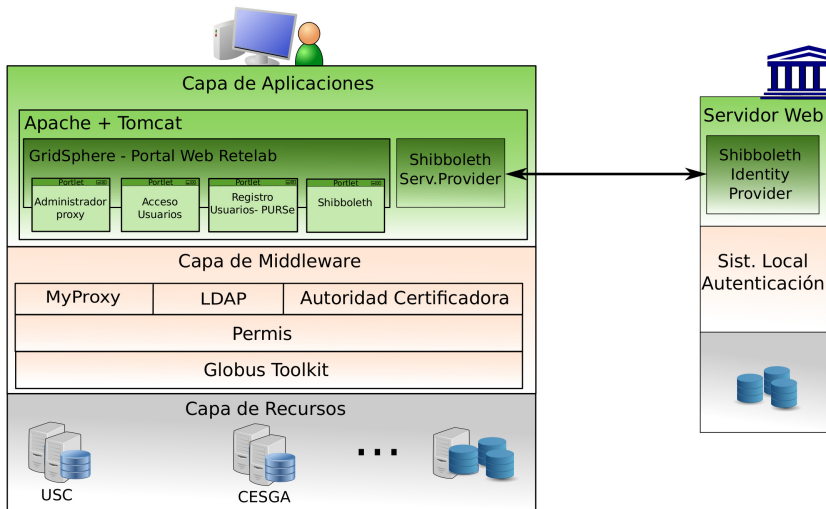 Capa de Aplicaciones
Apache + Tomcat
GridSphere - Portal Web Retelab
Portlet
Administrador
proxy
Portlet
Acceso
Usuarios
Portlet
Registro
Usuarios- PURSe
Portlet
Shibboleth
Shibboleth
Serv.Provider
Capa de Middleware
MyProxy
LDAP
Autoridad Certificadora
Permis
Globus Toolkit
Capa de Recursos
USC
CESGA
...
Servidor Web
Shibboleth
Identity
Provider
Sist. Local
Autenticación